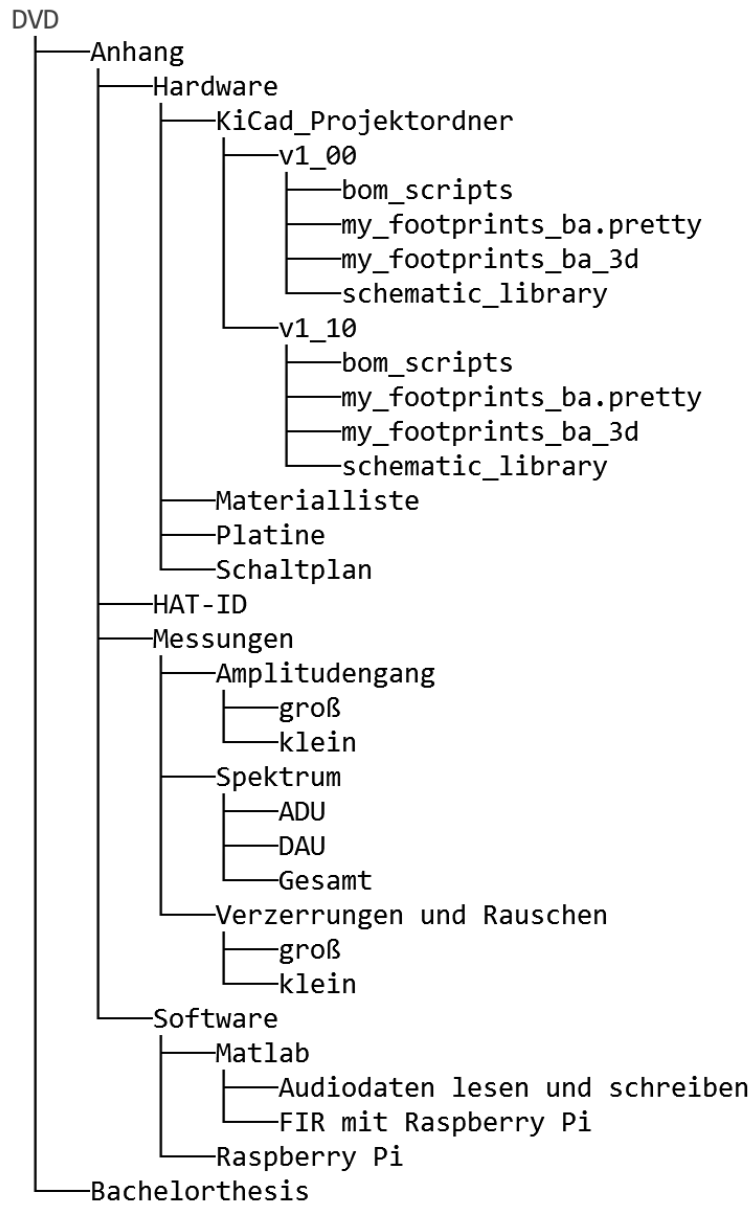 DVD
Anhang
Hardware
KiCad_Projektordner
v1_00
bom_scripts
my_footprints_ba.pretty
my_footprints_ba_3d
schematic_library
v1_10
bom_scripts
my_footprints_ba.pretty
my_footprints_ba_3d
schematic_library
Materialliste
Platine
Schaltplan
HAT-ID
Messungen
Amplitudengang
groß
klein
Spektrum
ADU
DAU
Gesamt
Verzerrungen und Rauschen
groß
klein
Software
Matlab
Audiodaten lesen und schreiben
FIR mit Raspberry Pi
Raspberry Pi
Bachelorthesis